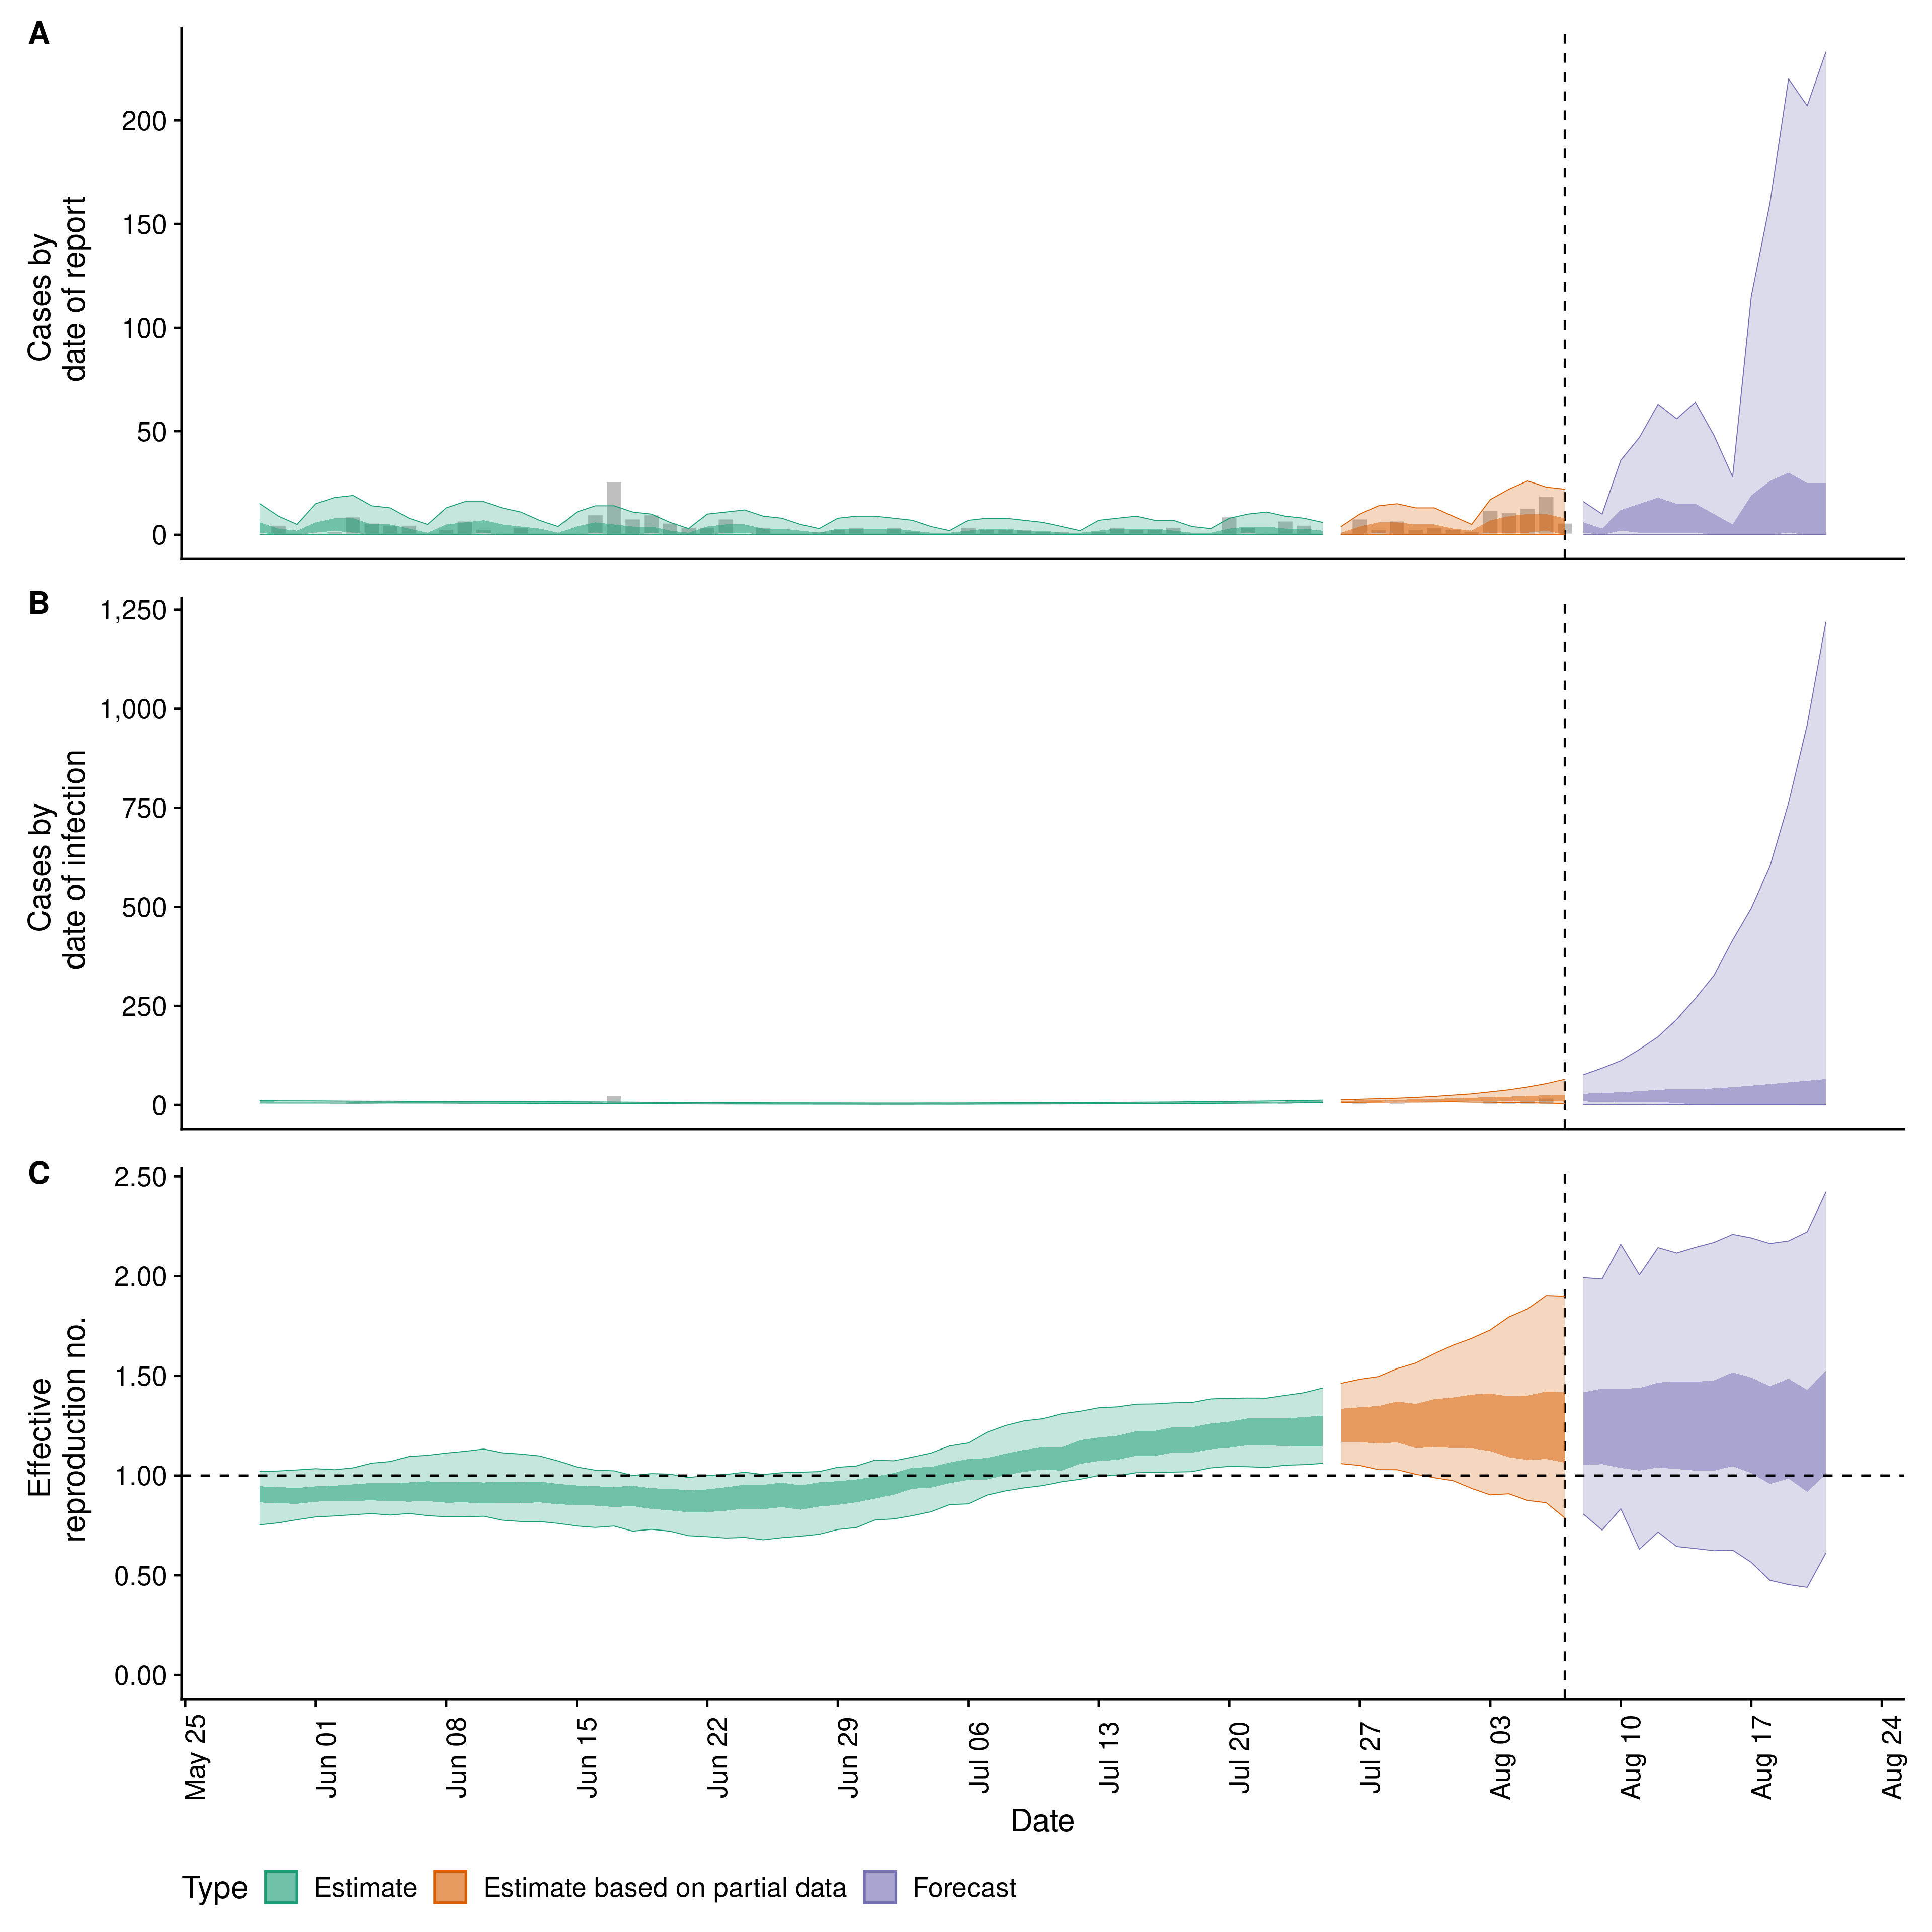 A
Cases by
date of report
200
150
100
50
0
B
Cases by
date of infection
1,250
1,000
750
500
250
0
C
Effective
reproduction no.
2.50
2.00
1.50
1.00
0.50
0.00
May 25
Jun 01
Jun 08
Jun 15
Jun 22
Jun 29
Jul 06
Jul 13
Jul 20
Jul 27
Aug 03
Aug 10
Aug 17
Aug 24
Date
Type Estimate Estimate based on partial data Forecast